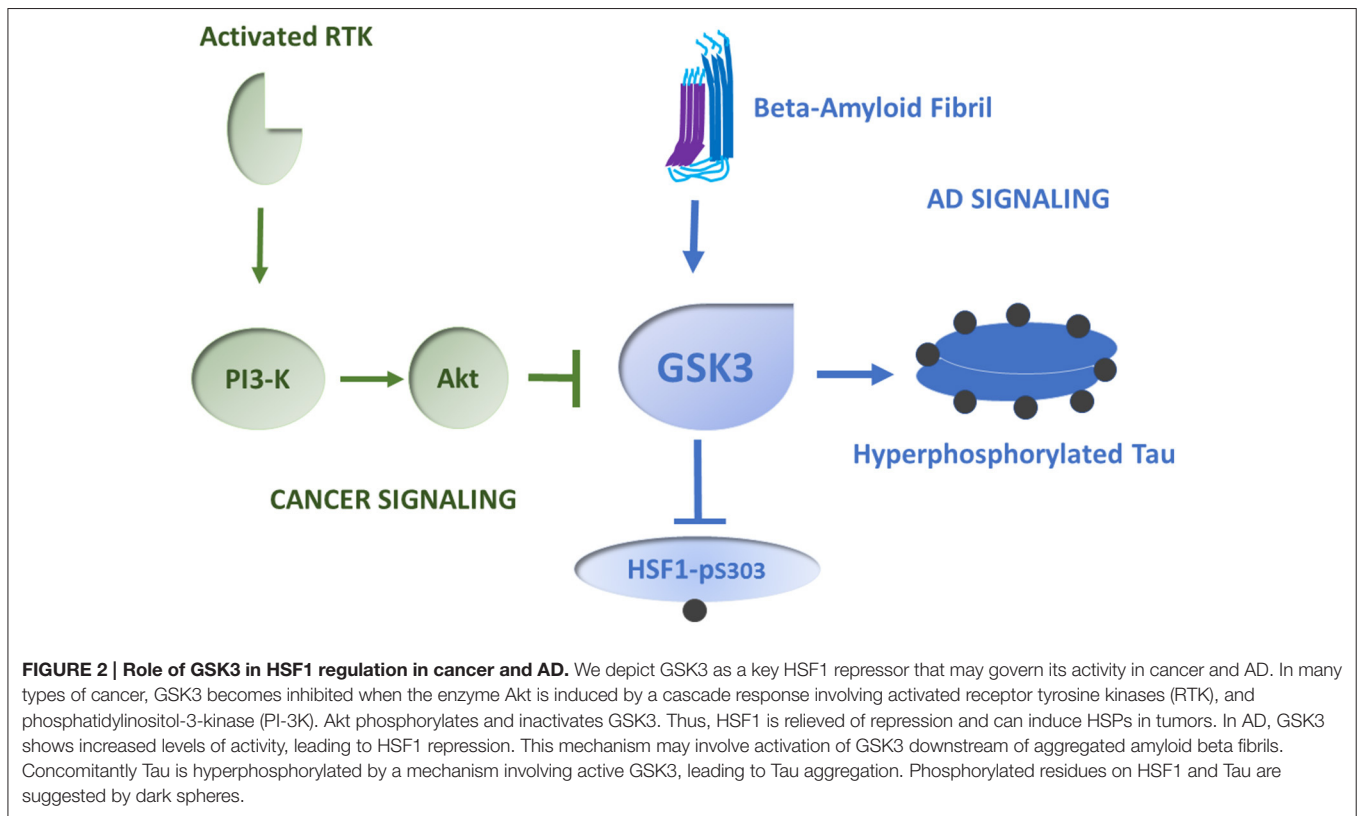 Activated RTK
Beta-Amyloid Fibril
AD SIGNALING
PI3-K
Akt
GSK3
Hyperphosphorylated Tau
CANCER SIGNALING
HSF1-pS303
FIGURE 2 | Role of GSK3 in HSF1 regulation in cancer and AD. We depict GSK3 as a key HSF1 repressor that may govern its activity in cancer and AD. In many
types of cancer, GSK3 becomes inhibited when the enzyme Akt is induced by a cascade response involving activated receptor tyrosine kinases (RTK), and
phosphatidylinositol-3-kinase (PI-3K). Akt phosphorylates and inactivates GSK3. Thus, HSF1 is relieved of repression and can induce HSPs in tumors. In AD, GSK3
shows increased levels of activity, leading to HSF1 repression. This mechanism may involve activation of GSK3 downstream of aggregated amyloid beta fibrils.
Concomitantly Tau is hyperphosphorylated by a mechanism involving active GSK3, leading to Tau aggregation. Phosphorylated residues on HSF1 and Tau are
suggested by dark spheres.